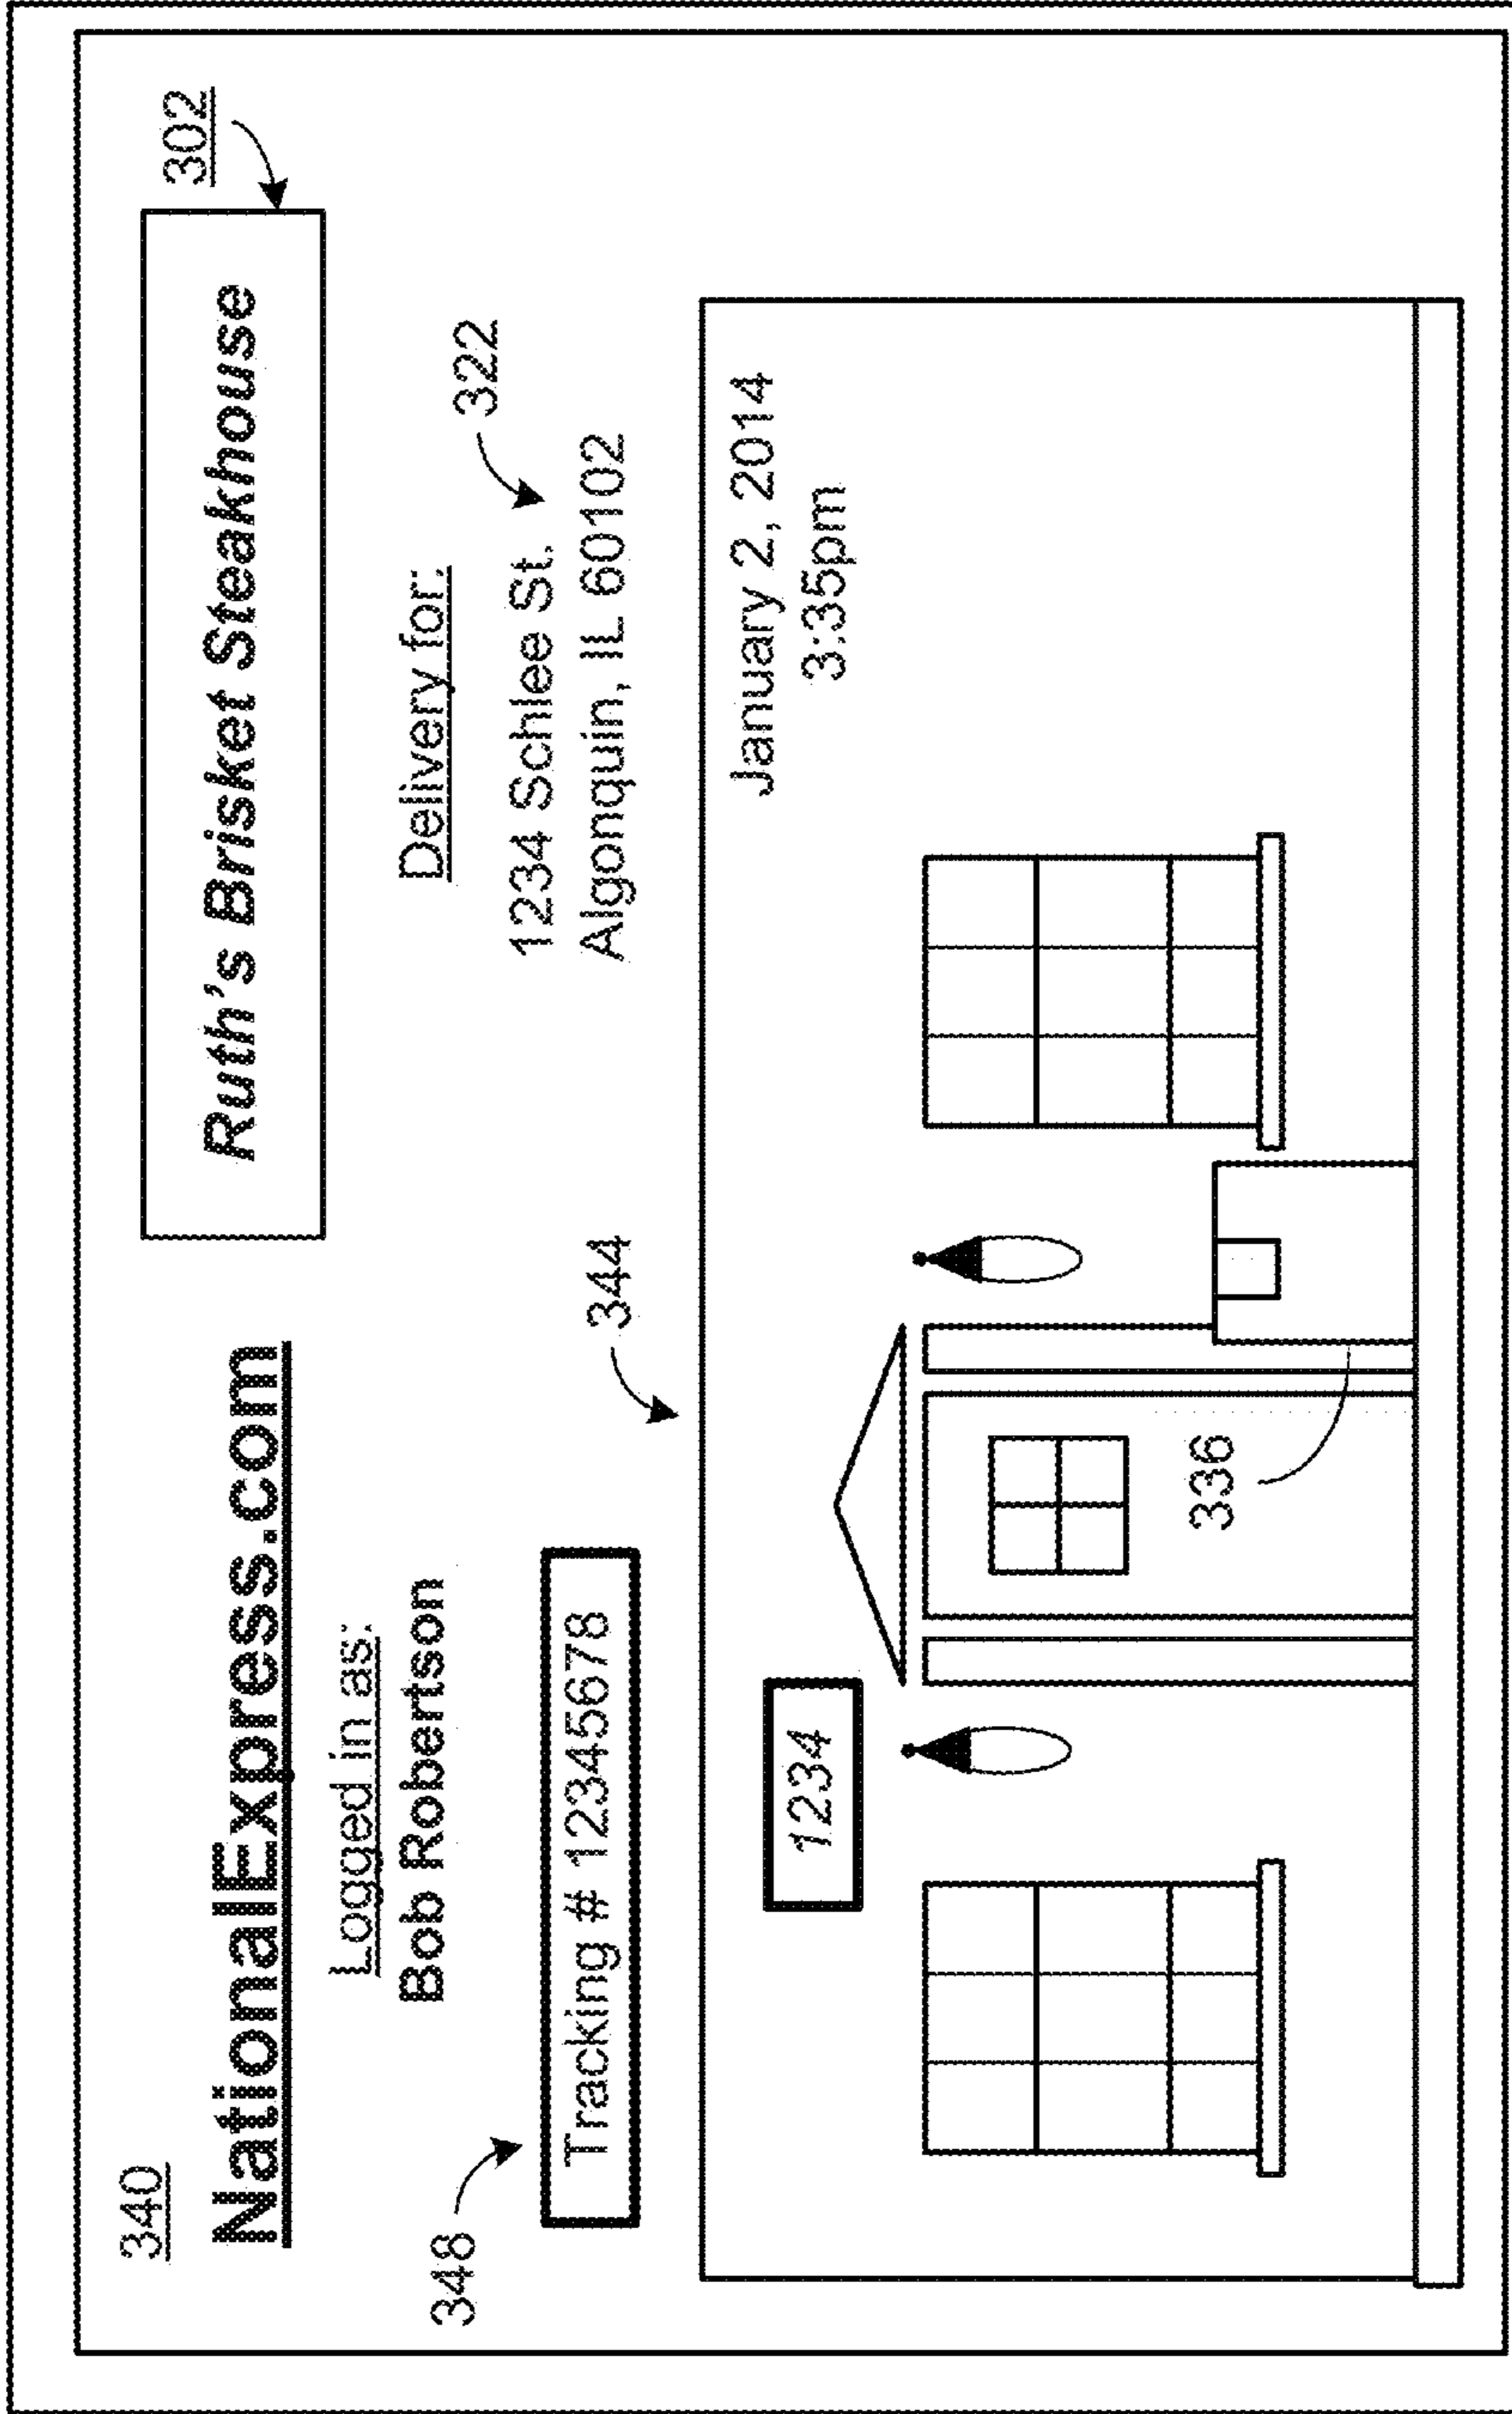 340
NationalExpress.com
Logged in as:
Bob Robertson
348
Tracking # 12345678
Ruth's Brisket Steakhouse
302
Delivery for:
322
1234 Schlee St.
Algonquin, IL 60102
344
January 2, 2014
3:35pm
1234
336